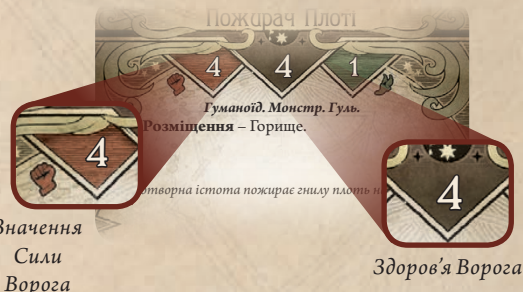 Пожирач Плоті
4
4
1
Гуманоїд. Монстр. Гуль.
Розміщення – Горище.
отворна істота пожирає гнилу плоть
4
4
Значення
Сили
Ворога
Здоров’я Ворога